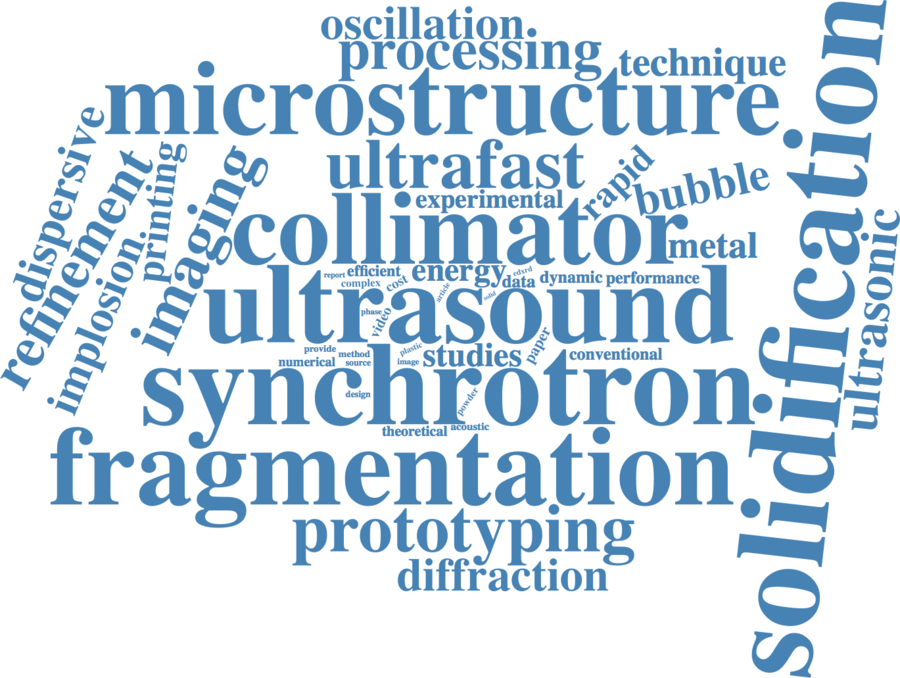 oscillation
processing
technique
microstructure
solidification
dispersive
refinement
printing
imaging
implosion
ultrafast
rapid
bubble
experimental
collimator
metal
ultrasonic
report
efficient
energy
edxrd
data
dynamic
performance
complex
cost
article
solid
ultrasound
phase
video
provide
method
plastic
studies
paper
conventional
numerical
source
image
synchrotron
design
powder
theoretical
acoustic
fragmentation
prototyping
diffraction